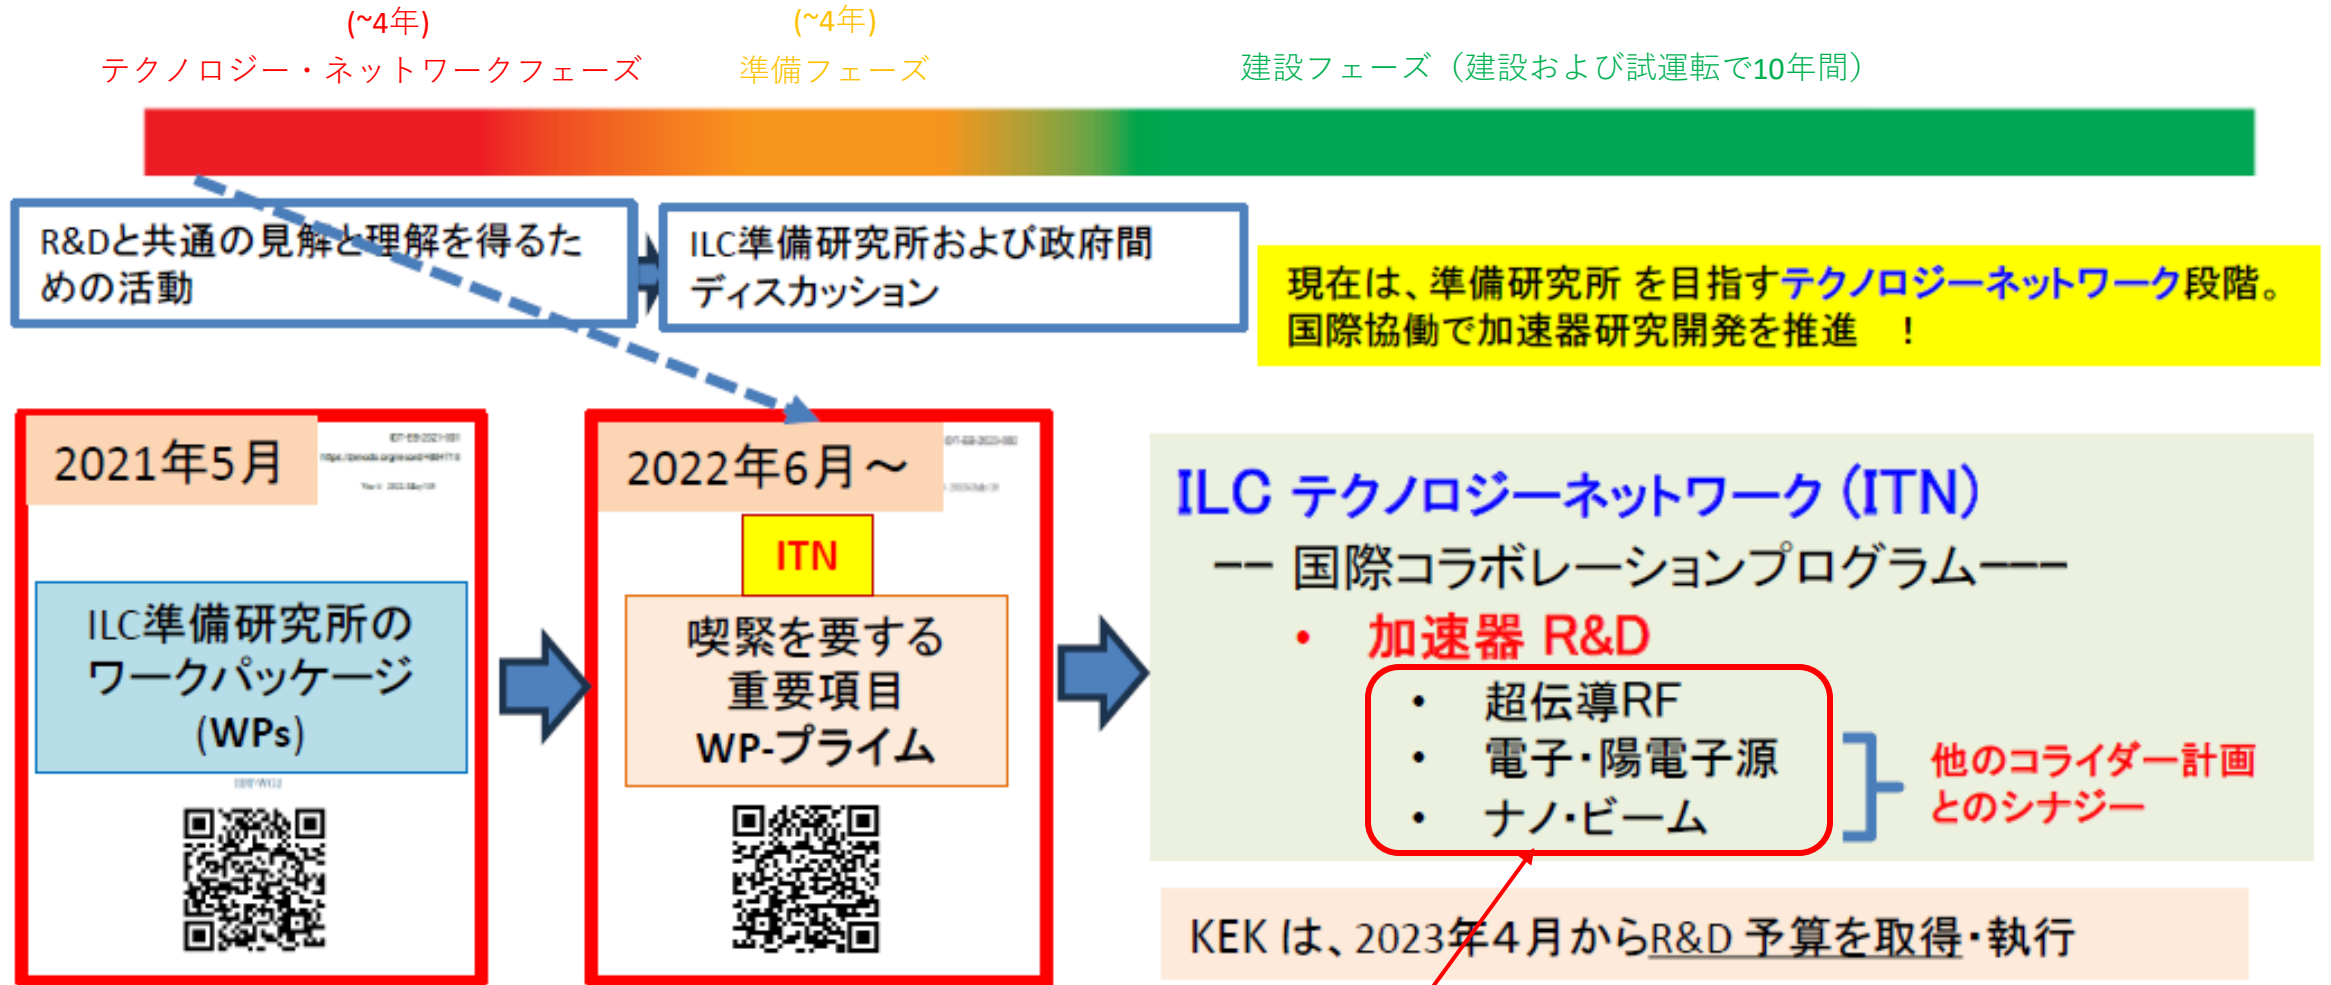 (~4年)
(~4年)
テクノロジー・ネットワークフェーズ
準備フェーズ
建設フェーズ（建設および試運転で10年間）
R&Dと共通の見解と理解を得るた
めの活動
ILC準備研究所および政府間
ディスカッション
現在は、準備研究所 を目指すテクノロジーネットワーク段階。
国際協働で加速器研究開発を推進　！
2021年5月
ILC準備研究所の
ワークパッケージ
(WPs)
2022年6月～
ITN
喫緊を要する
重要項目
WP-プライム
ILC テクノロジーネットワーク (ITN)
-- 国際コラボレーションプログラム---
• 加速器 R&D
• 超伝導RF
• 電子・陽電子源
• ナノ・ビーム
他のコライダー計画
とのシナジー
KEK は、2023年4月からR&D 予算を取得・執行